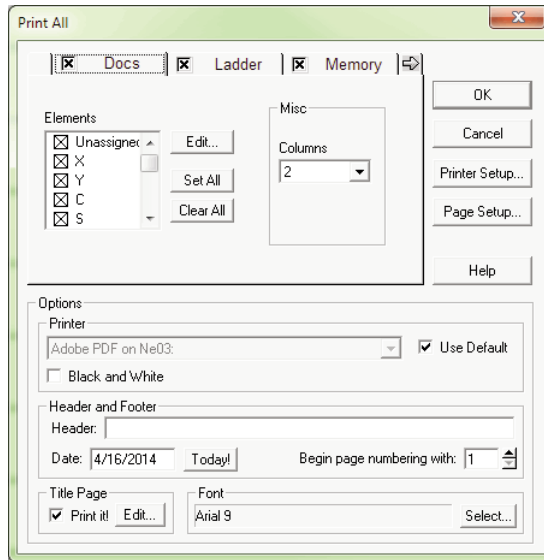 Print All
Docs Ladder Memory
OK
Elements
Misc
Unassigned
Edit...
Columns
Cancel
X
2
Printer Setup...
Y
Set All
C
Clear All
Page Setup...
S
Help
Options
Printer
Adobe PDF on Ne03:
Use Default
Black and White
Header and Footer
Header:
Date: 4/16/2014 Today! Begin page numbering with: 1
Title Page
Font
Print it! Edit...
Arial 9
Select...